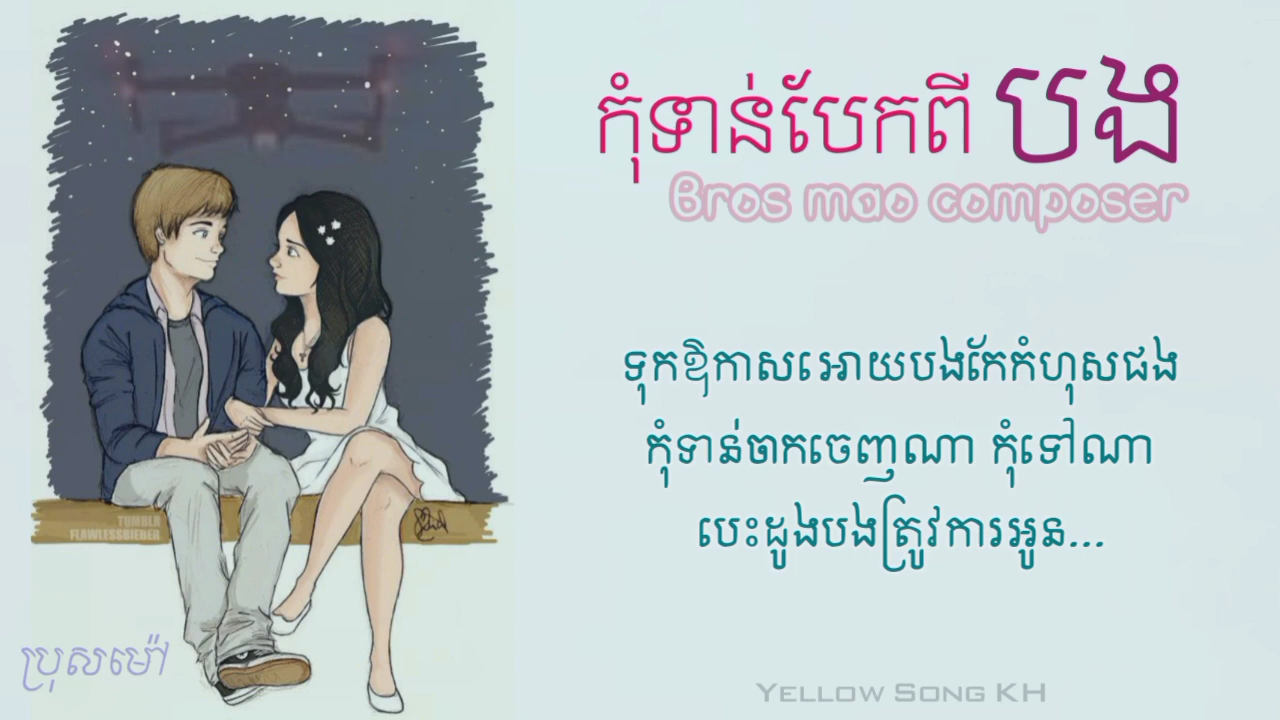 កុំទាន់បែកពី បង
Bros mao composer
ទុកឱកាសអោយបងកែកំហុសផង
កុំទាន់ចាកចេញណា កុំទៅណា
បេះដូងបងត្រូវការអូន...
TUMBLR
FLAWLESSBIEBER
ប្រុសម៉ៅ
Yellow Song KH